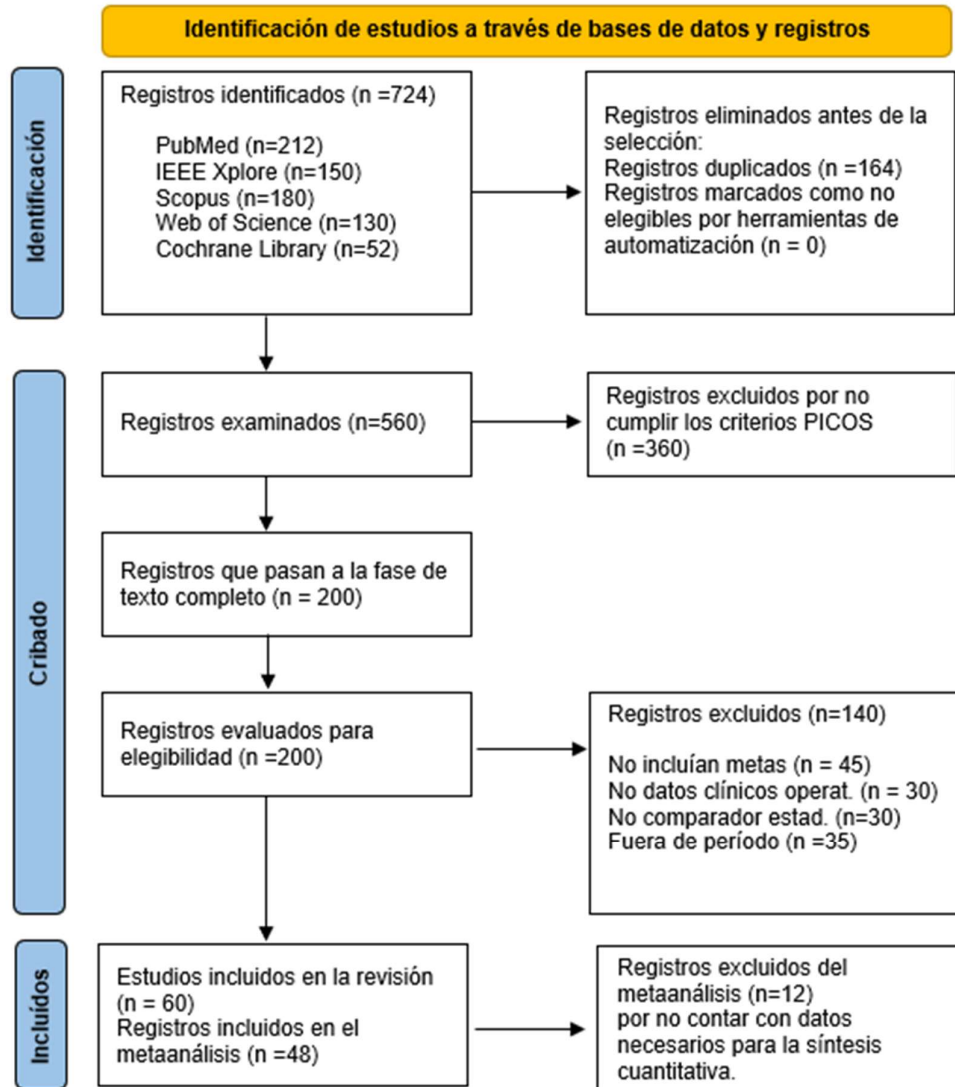 Identificación de estudios a través de bases de datos y registros
Identificación
Registros identificados (n =724)
PubMed (n=212)
IEEE Xplore (n=150)
Scopus (n=180)
Web of Science (n=130)
Cochrane Library (n=52)
Registros eliminados antes de la
selección:
Registros duplicados (n =164)
Registros marcados como no
elegibles por herramientas de
automatización (n = 0)
Cribado
Registros examinados (n=560)
Registros excluidos por no
cumplir los criterios PICOS
(n =360)
Registros que pasan a la fase de
texto completo (n = 200)
Registros evaluados para
elegibilidad (n =200)
Registros excluidos (n=140)
No incluían metas (n = 45)
No datos clínicos operat. (n = 30)
No comparador estad. (n=30)
Fuera de período (n =35)
Incluídos
Estudios incluidos en la revisión
(n = 60)
Registros incluidos en el
metaanálisis (n =48)
Registros excluidos del
metaanálisis (n=12)
por no contar con datos
necesarios para la síntesis
cuantitativa.